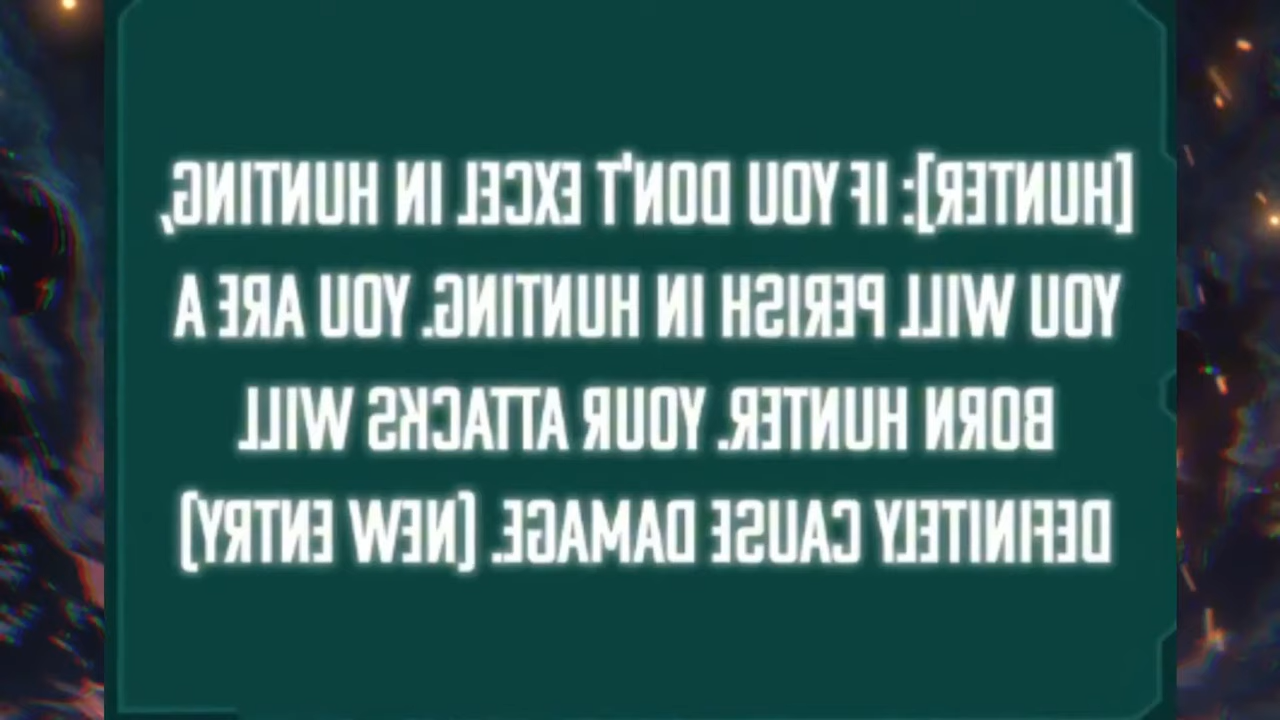 [HUNTER]: IF YOU DON'T EXCEL IN HUNTING,
YOU WILL PERISH IN HUNTING. YOU ARE A
BORN HUNTER. YOUR ATTACKS WILL
DEFINITELY CAUSE DAMAGE. (NEW ENTRY)